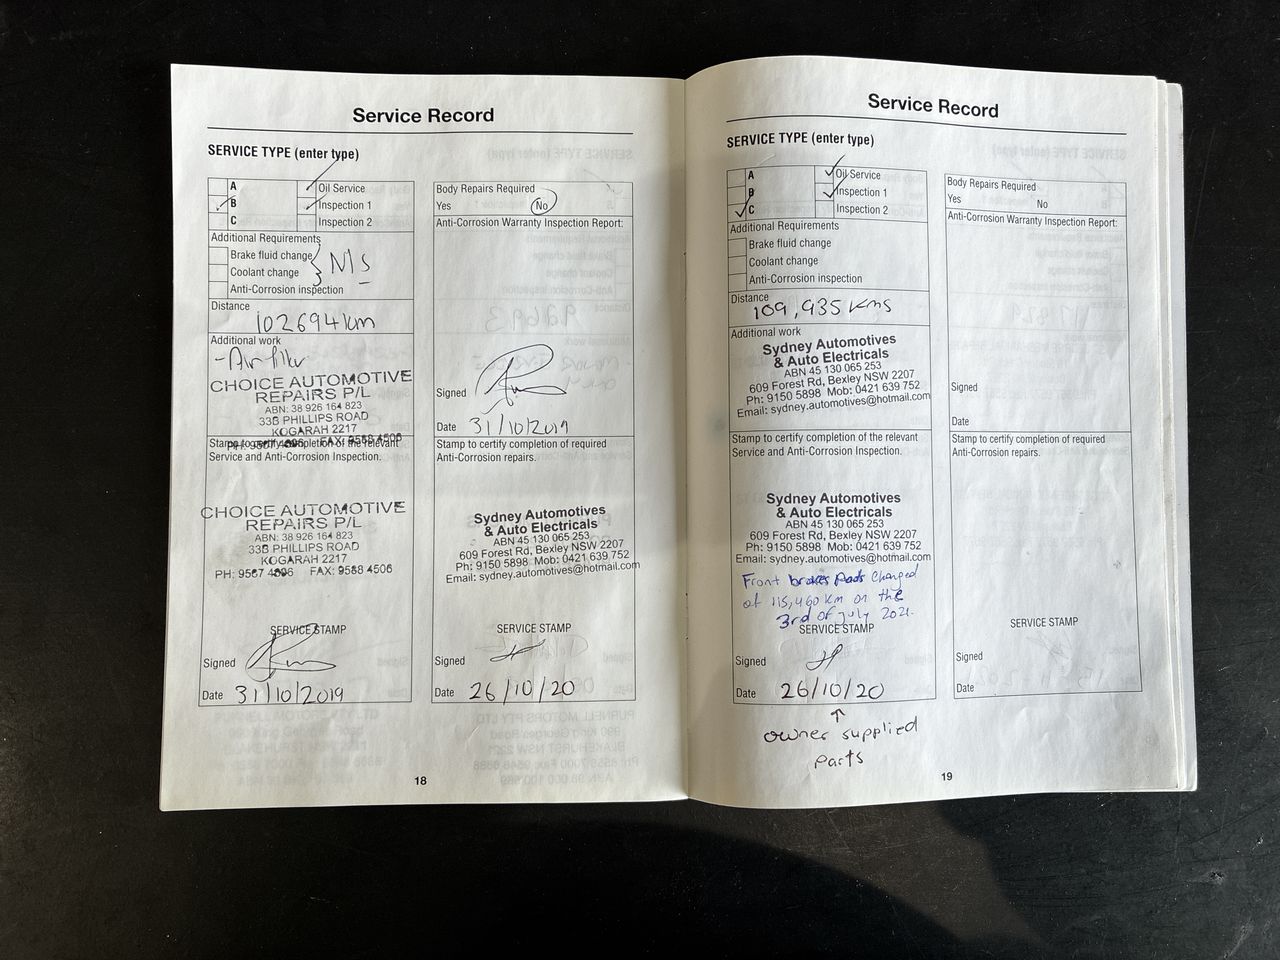 Service Record
SERVICE TYPE (enter type)
A
B
C
Oil Service
Inspection 1
Inspection 2
Additional Requirements
Brake fluid change
Coolant change
Anti-Corrosion inspection
N/S
Distance
102694km
Additional work
- Air filter
CHOICE AUTOMOTIVE
REPAIRS P/L
ABN: 38 926 164 823
33B PHILLIPS ROAD
KOGARAH 2217
PH: 9587 4806 FAX: 9588 4506
Stamp to certify completion of the relevant
Service and Anti-Corrosion Inspection.
CHOICE AUTOMOTIVE
REPAIRS P/L
ABN: 38 926 164 823
33B PHILLIPS ROAD
KOGARAH 2217
PH: 9587 4806 FAX: 9588 4506
SERVICE STAMP
Signed
Date 31/10/2019
Body Repairs Required
Yes No
Anti-Corrosion Warranty Inspection Report:
Signed
Date 31/10/2019
Stamp to certify completion of required
Anti-Corrosion repairs.
Sydney Automotives
& Auto Electricals
ABN 45 130 065 253
609 Forest Rd, Bexley NSW 2207
Ph: 9150 5898 Mob: 0421 639 752
Email: sydney.automotives@hotmail.com
SERVICE STAMP
Signed
Date 26/10/20
18
Service Record
SERVICE TYPE (enter type)
A
B
C
Oil Service
Inspection 1
Inspection 2
Additional Requirements
Brake fluid change
Coolant change
Anti-Corrosion inspection
Distance
109,935 kms
Additional work
Sydney Automotives
& Auto Electricals
ABN 45 130 065 253
609 Forest Rd, Bexley NSW 2207
Ph: 9150 5898 Mob: 0421 639 752
Email: sydney.automotives@hotmail.com
Stamp to certify completion of the relevant
Service and Anti-Corrosion Inspection.
Sydney Automotives
& Auto Electricals
ABN 45 130 065 253
609 Forest Rd, Bexley NSW 2207
Ph: 9150 5898 Mob: 0421 639 752
Email: sydney.automotives@hotmail.com
Front brakes pads changed
at 115,460 km on the
3rd of july 2021.
SERVICE STAMP
Signed
Date 26/10/20
owner supplied
parts
Body Repairs Required
Yes No
Anti-Corrosion Warranty Inspection Report:
Signed
Date
Stamp to certify completion of required
Anti-Corrosion repairs.
SERVICE STAMP
Signed
Date
19